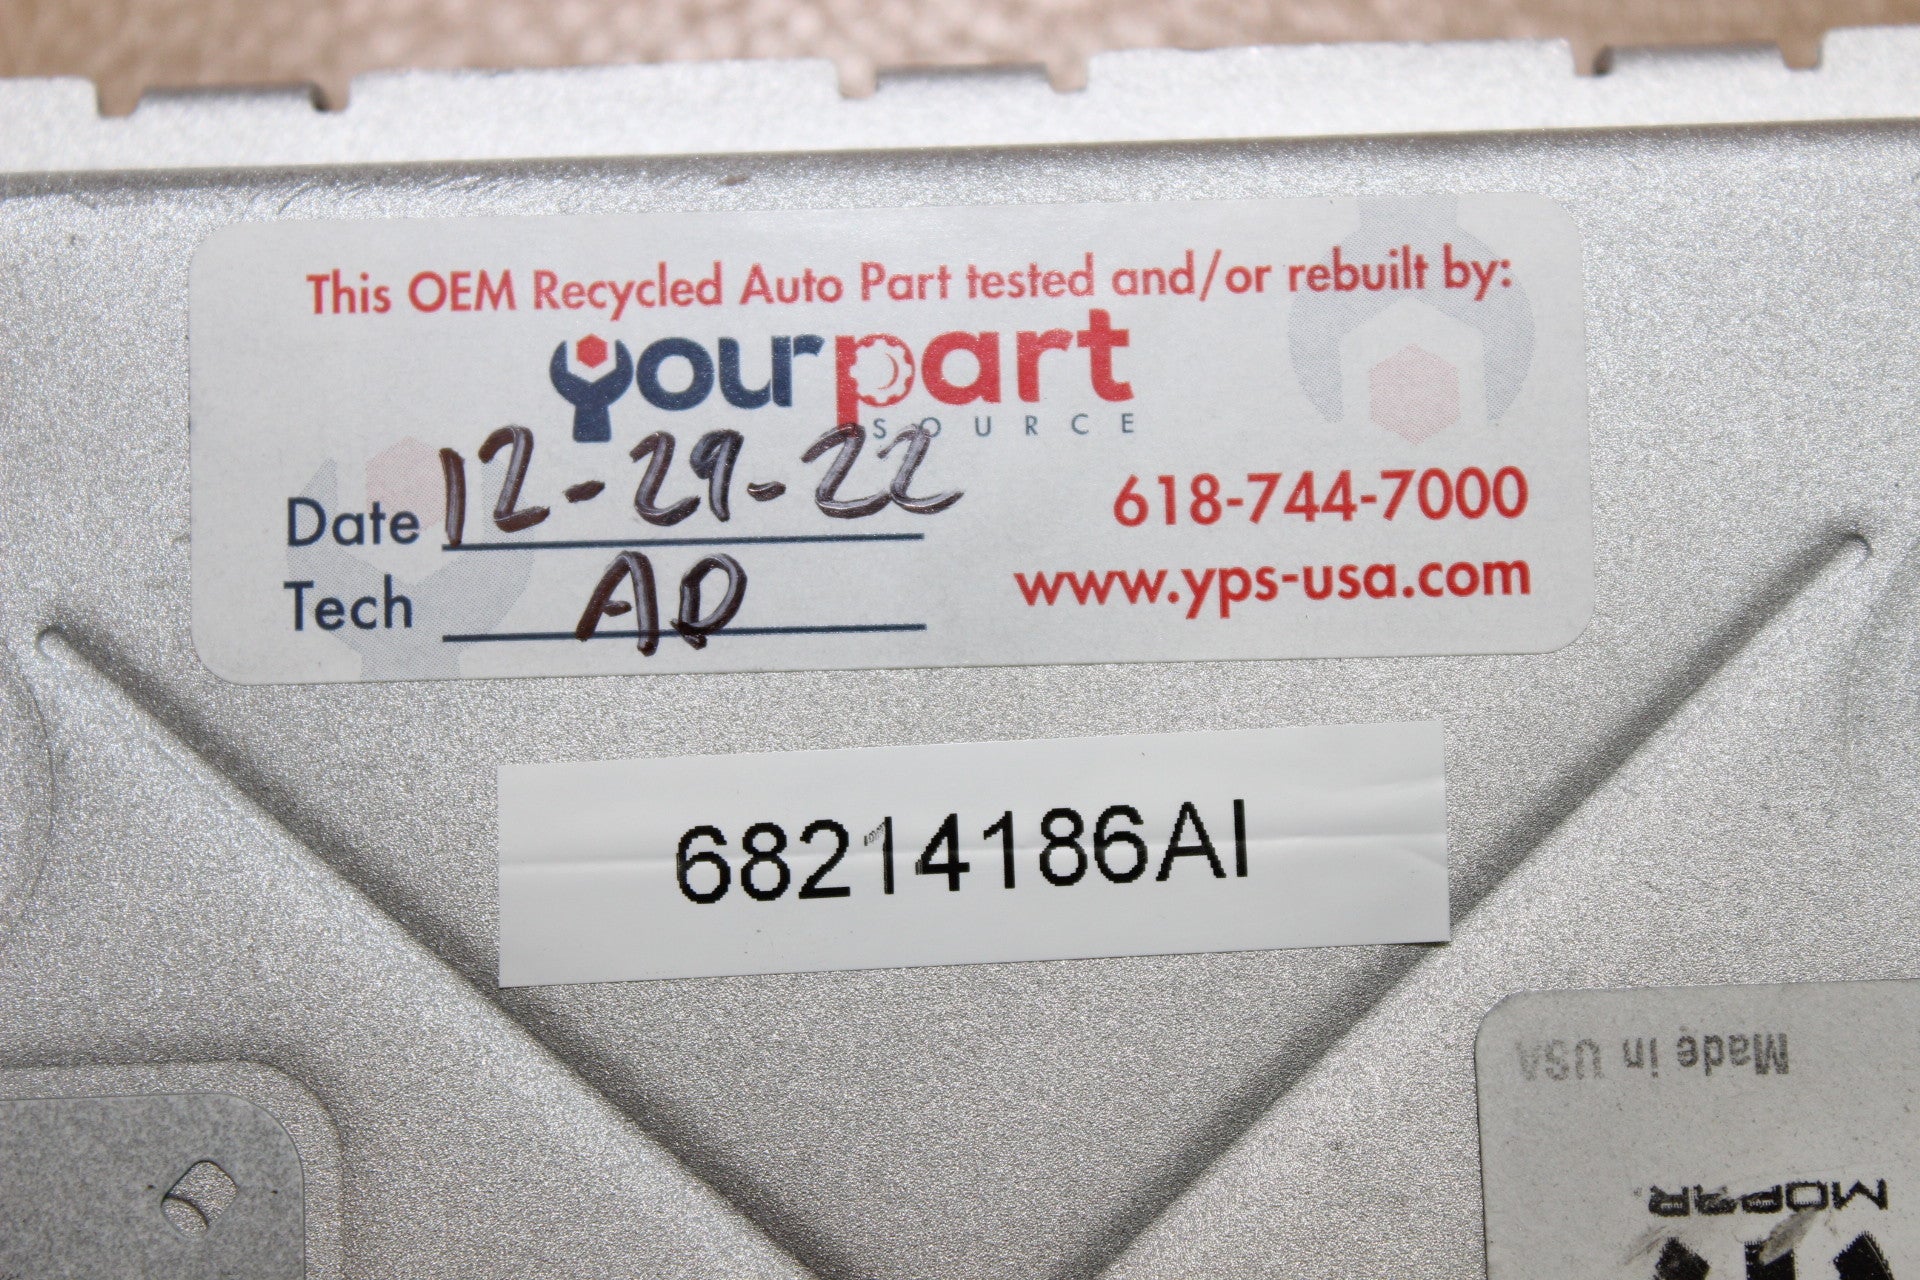 This OEM Recycled Auto Part tested and/or rebuilt by:
yourpart
SOURCE
Date 12-29-22
618-744-7000
Tech AD
www.yps-usa.com
68214186AI
Made in USA
MOPAR